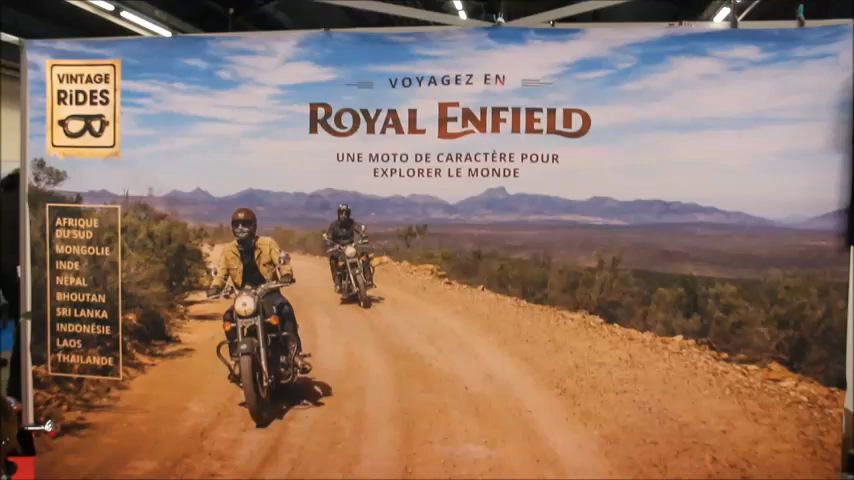 VINTAGE
RiDES
VOYAGEZ EN
ROYAL ENFIELD
UNE MOTO DE CARACTÈRE POUR
EXPLORER LE MONDE
AFRIQUE
DU SUD
MONGOLIE
INDE
NÉPAL
BHOUTAN
SRI LANKA
INDONÉSIE
LAOS
THAILANDE